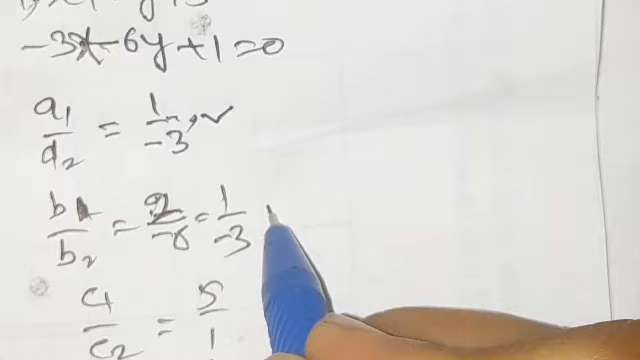 -3x-6y+1=0
a1/a2 = 1/-3, ✓
b1/b2 = 2/-6 = 1/-3
c1/c2 = 5/1